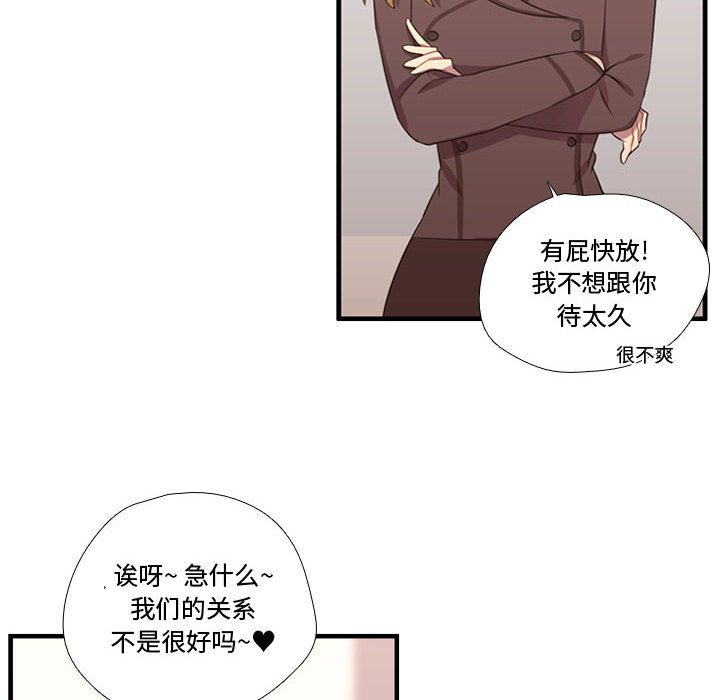 有屁快放!
我不想跟你
待太久
很不爽
诶呀~ 急什么~
我们的关系
不是很好吗~♥